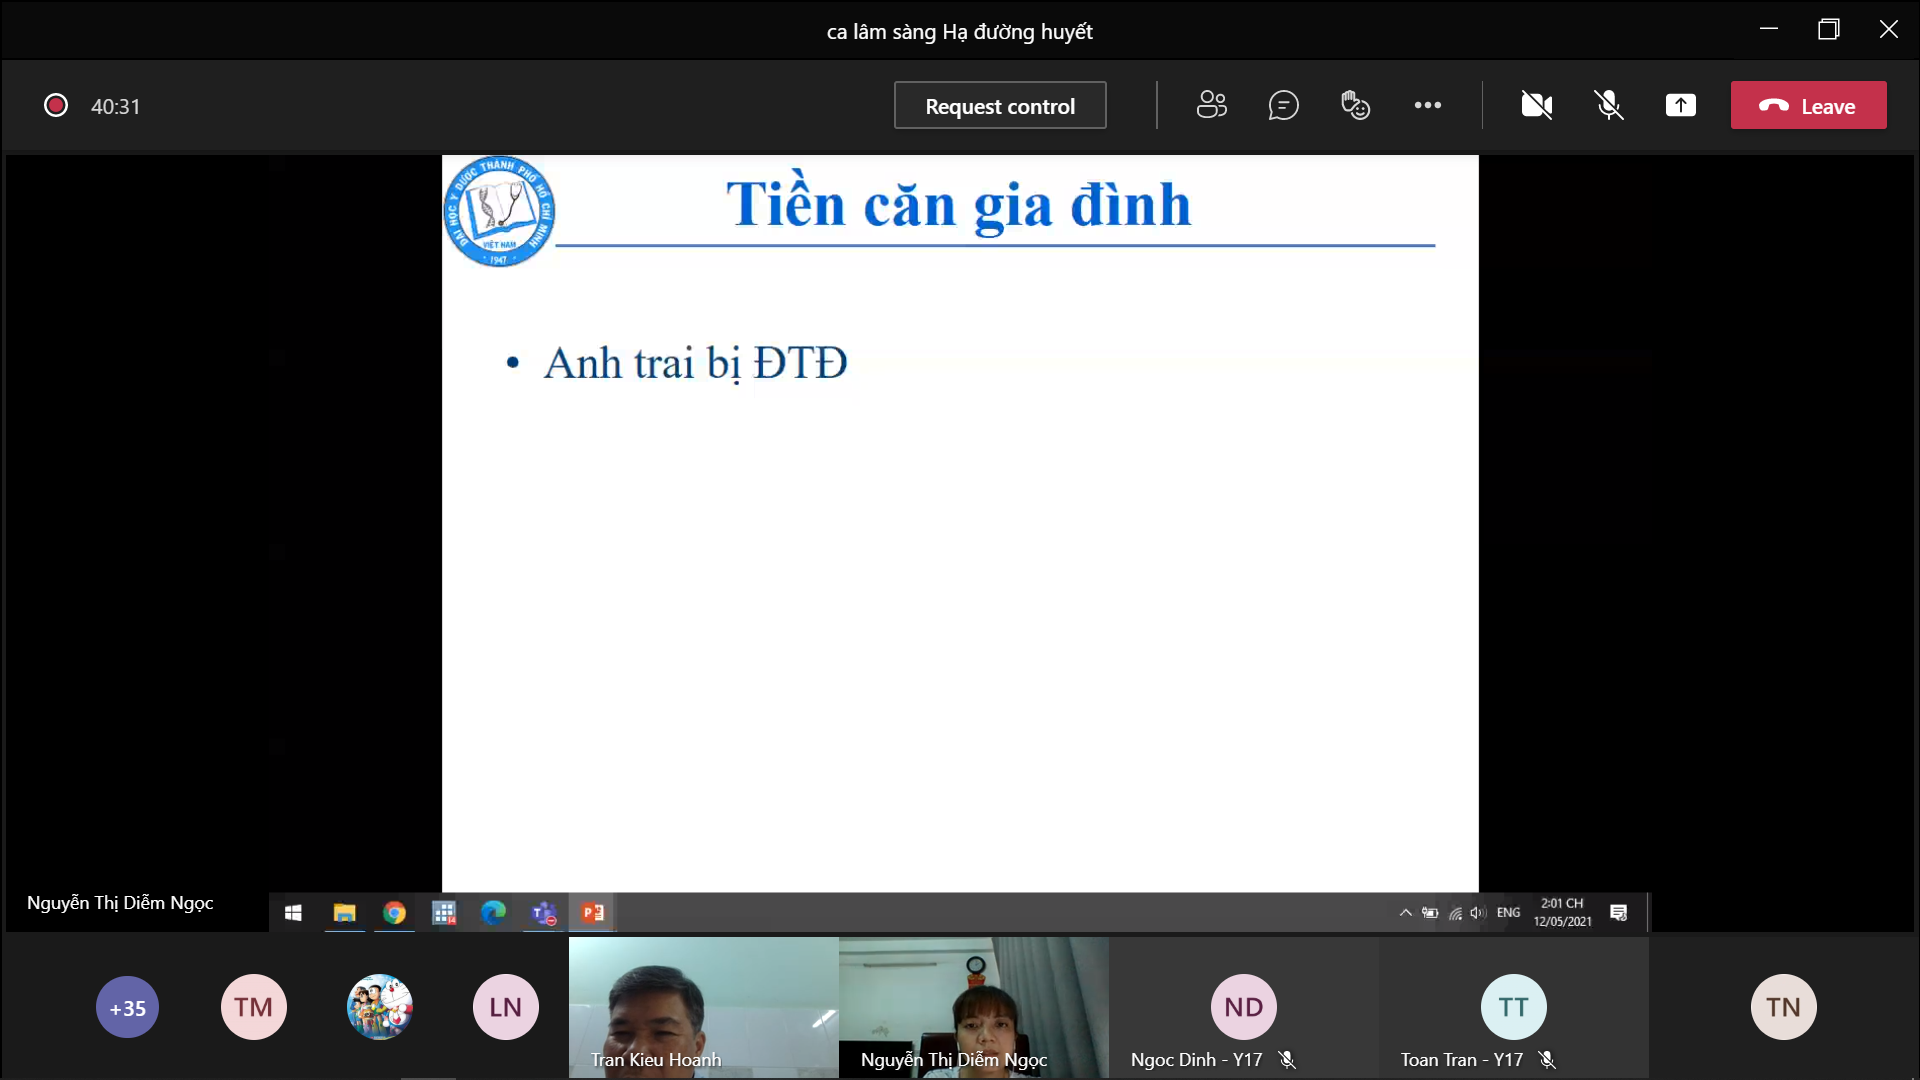 ca lâm sàng Hạ đường huyết
40:31
Request control
Leave
ĐẠI HỌC Y DƯỢC THÀNH PHỐ HỒ CHÍ MINH
VIỆT NAM
1947
Tiền căn gia đình
• Anh trai bị ĐTĐ
Nguyễn Thị Diễm Ngọc
ENG
2:01 CH
12/05/2021
+35
TM
LN
Tran Kieu Hoanh
Nguyễn Thị Diễm Ngọc
ND
Ngoc Dinh - Y17
TT
Toan Tran - Y17
TN